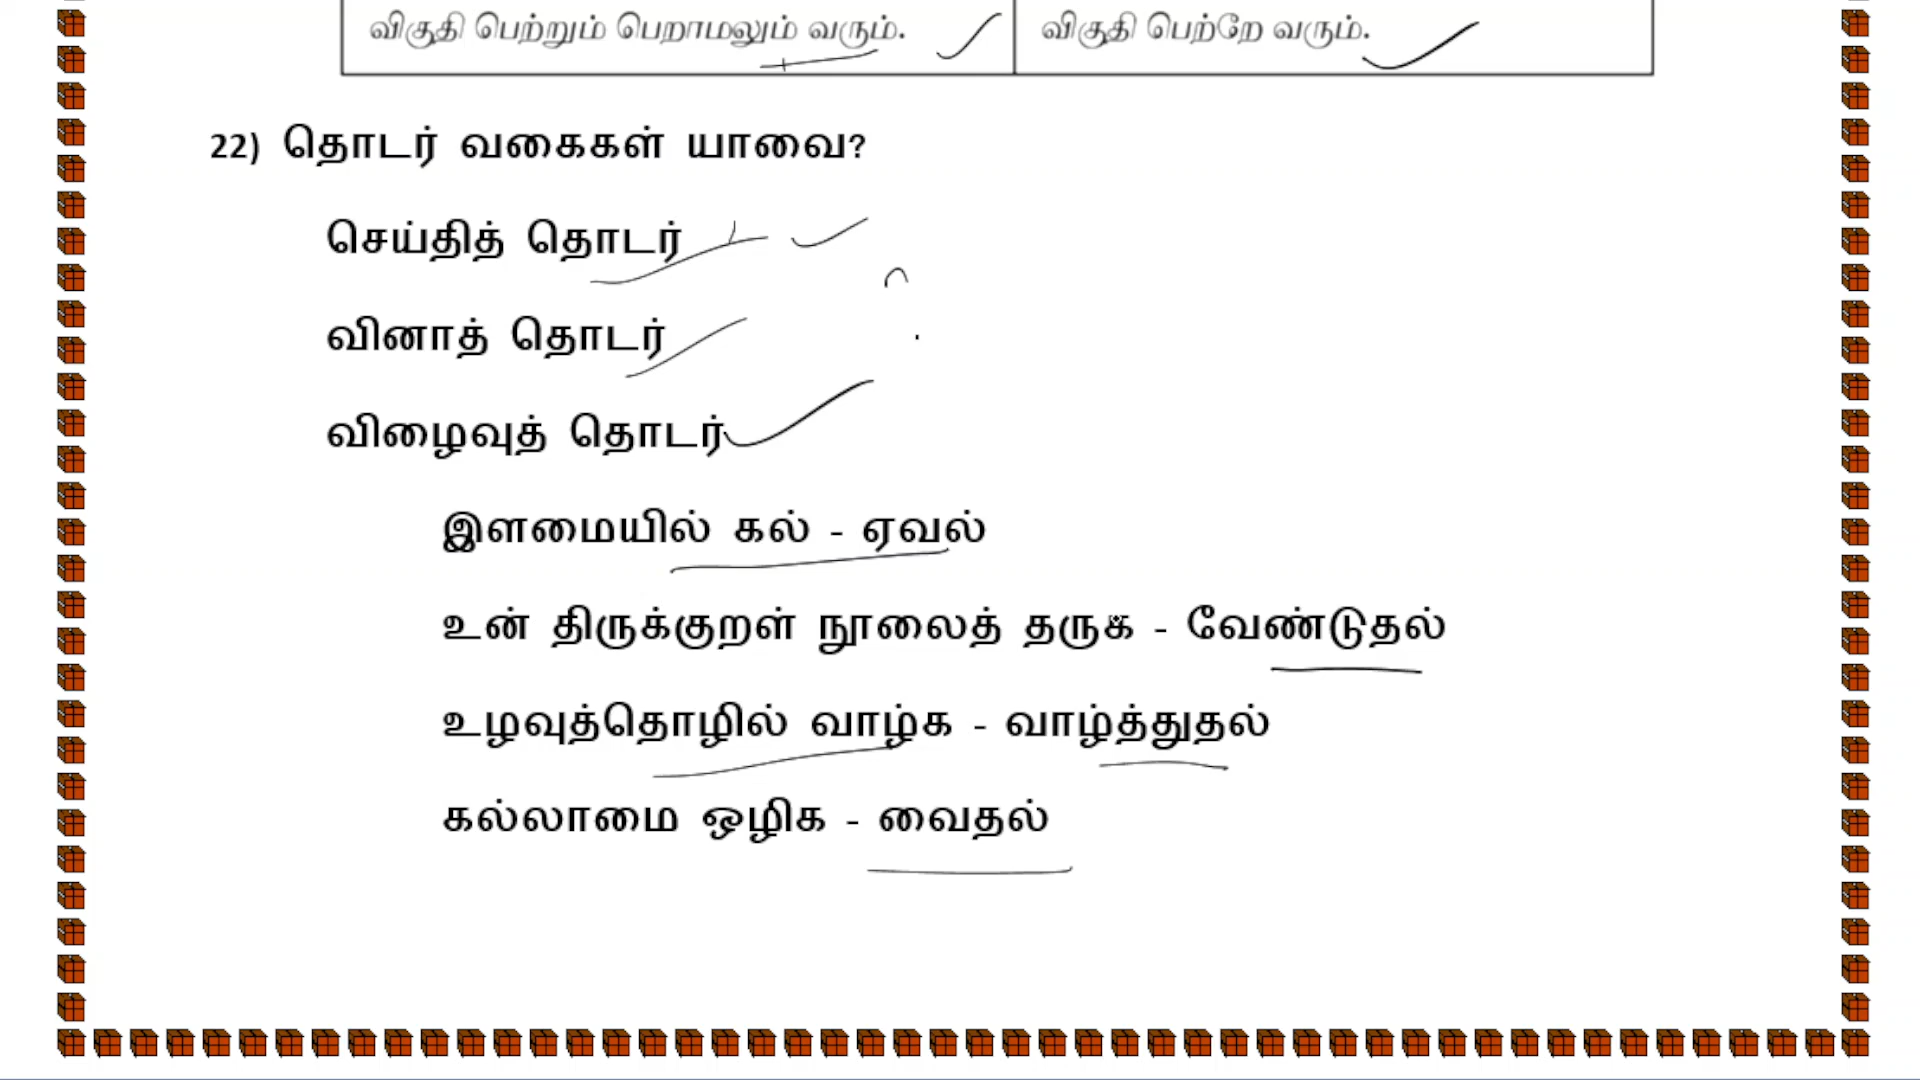 விகுதி பெற்றும் பெறாமலும் வரும். விகுதி பெற்றே வரும்.
22) தொடர் வகைகள் யாவை?
செய்தித் தொடர்
வினாத் தொடர்
விழைவுத் தொடர்
இளமையில் கல் - ஏவல்
உன் திருக்குறள் நூலைத் தருக - வேண்டுதல்
உழவுத்தொழில் வாழ்க - வாழ்த்துதல்
கல்லாமை ஒழிக - வைதல்